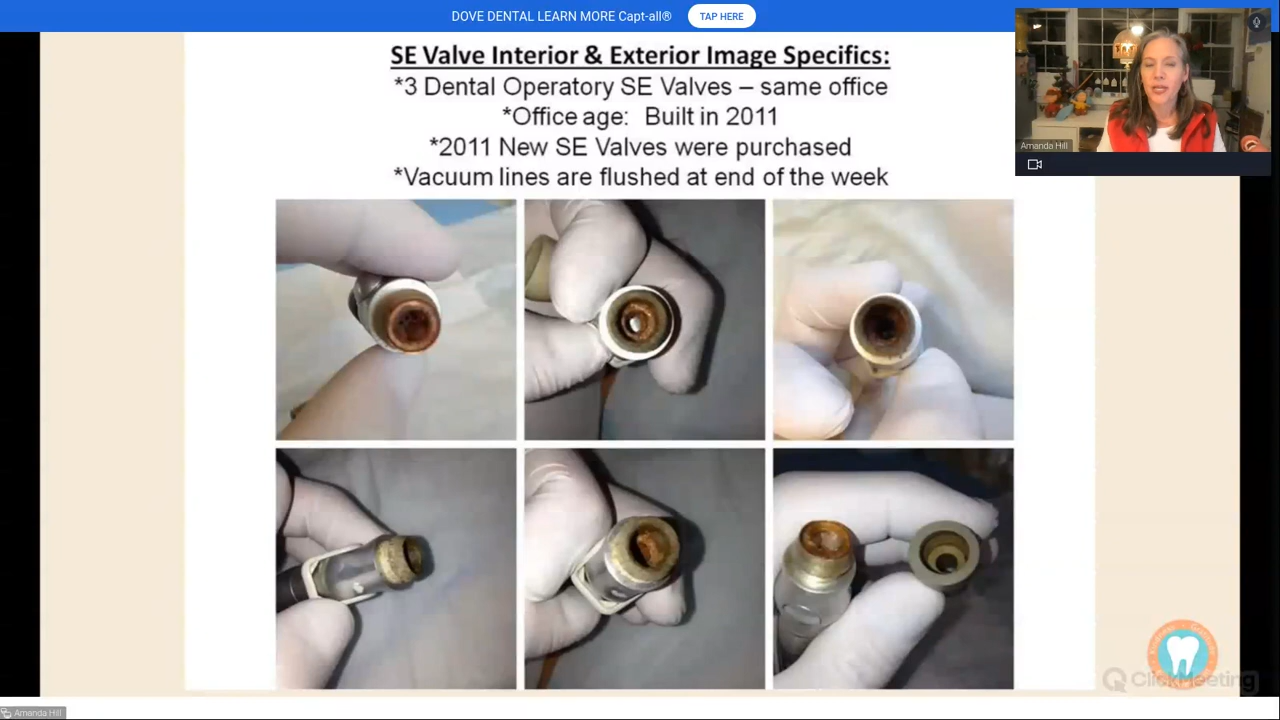 DOVE DENTAL LEARN MORE Capt-all®
TAP HERE
SE Valve Interior & Exterior Image Specifics:
*3 Dental Operatory SE Valves – same office
*Office age: Built in 2011
*2011 New SE Valves were purchased
*Vacuum lines are flushed at end of the week
Amanda Hill
ClickMeeting
Amanda Hill